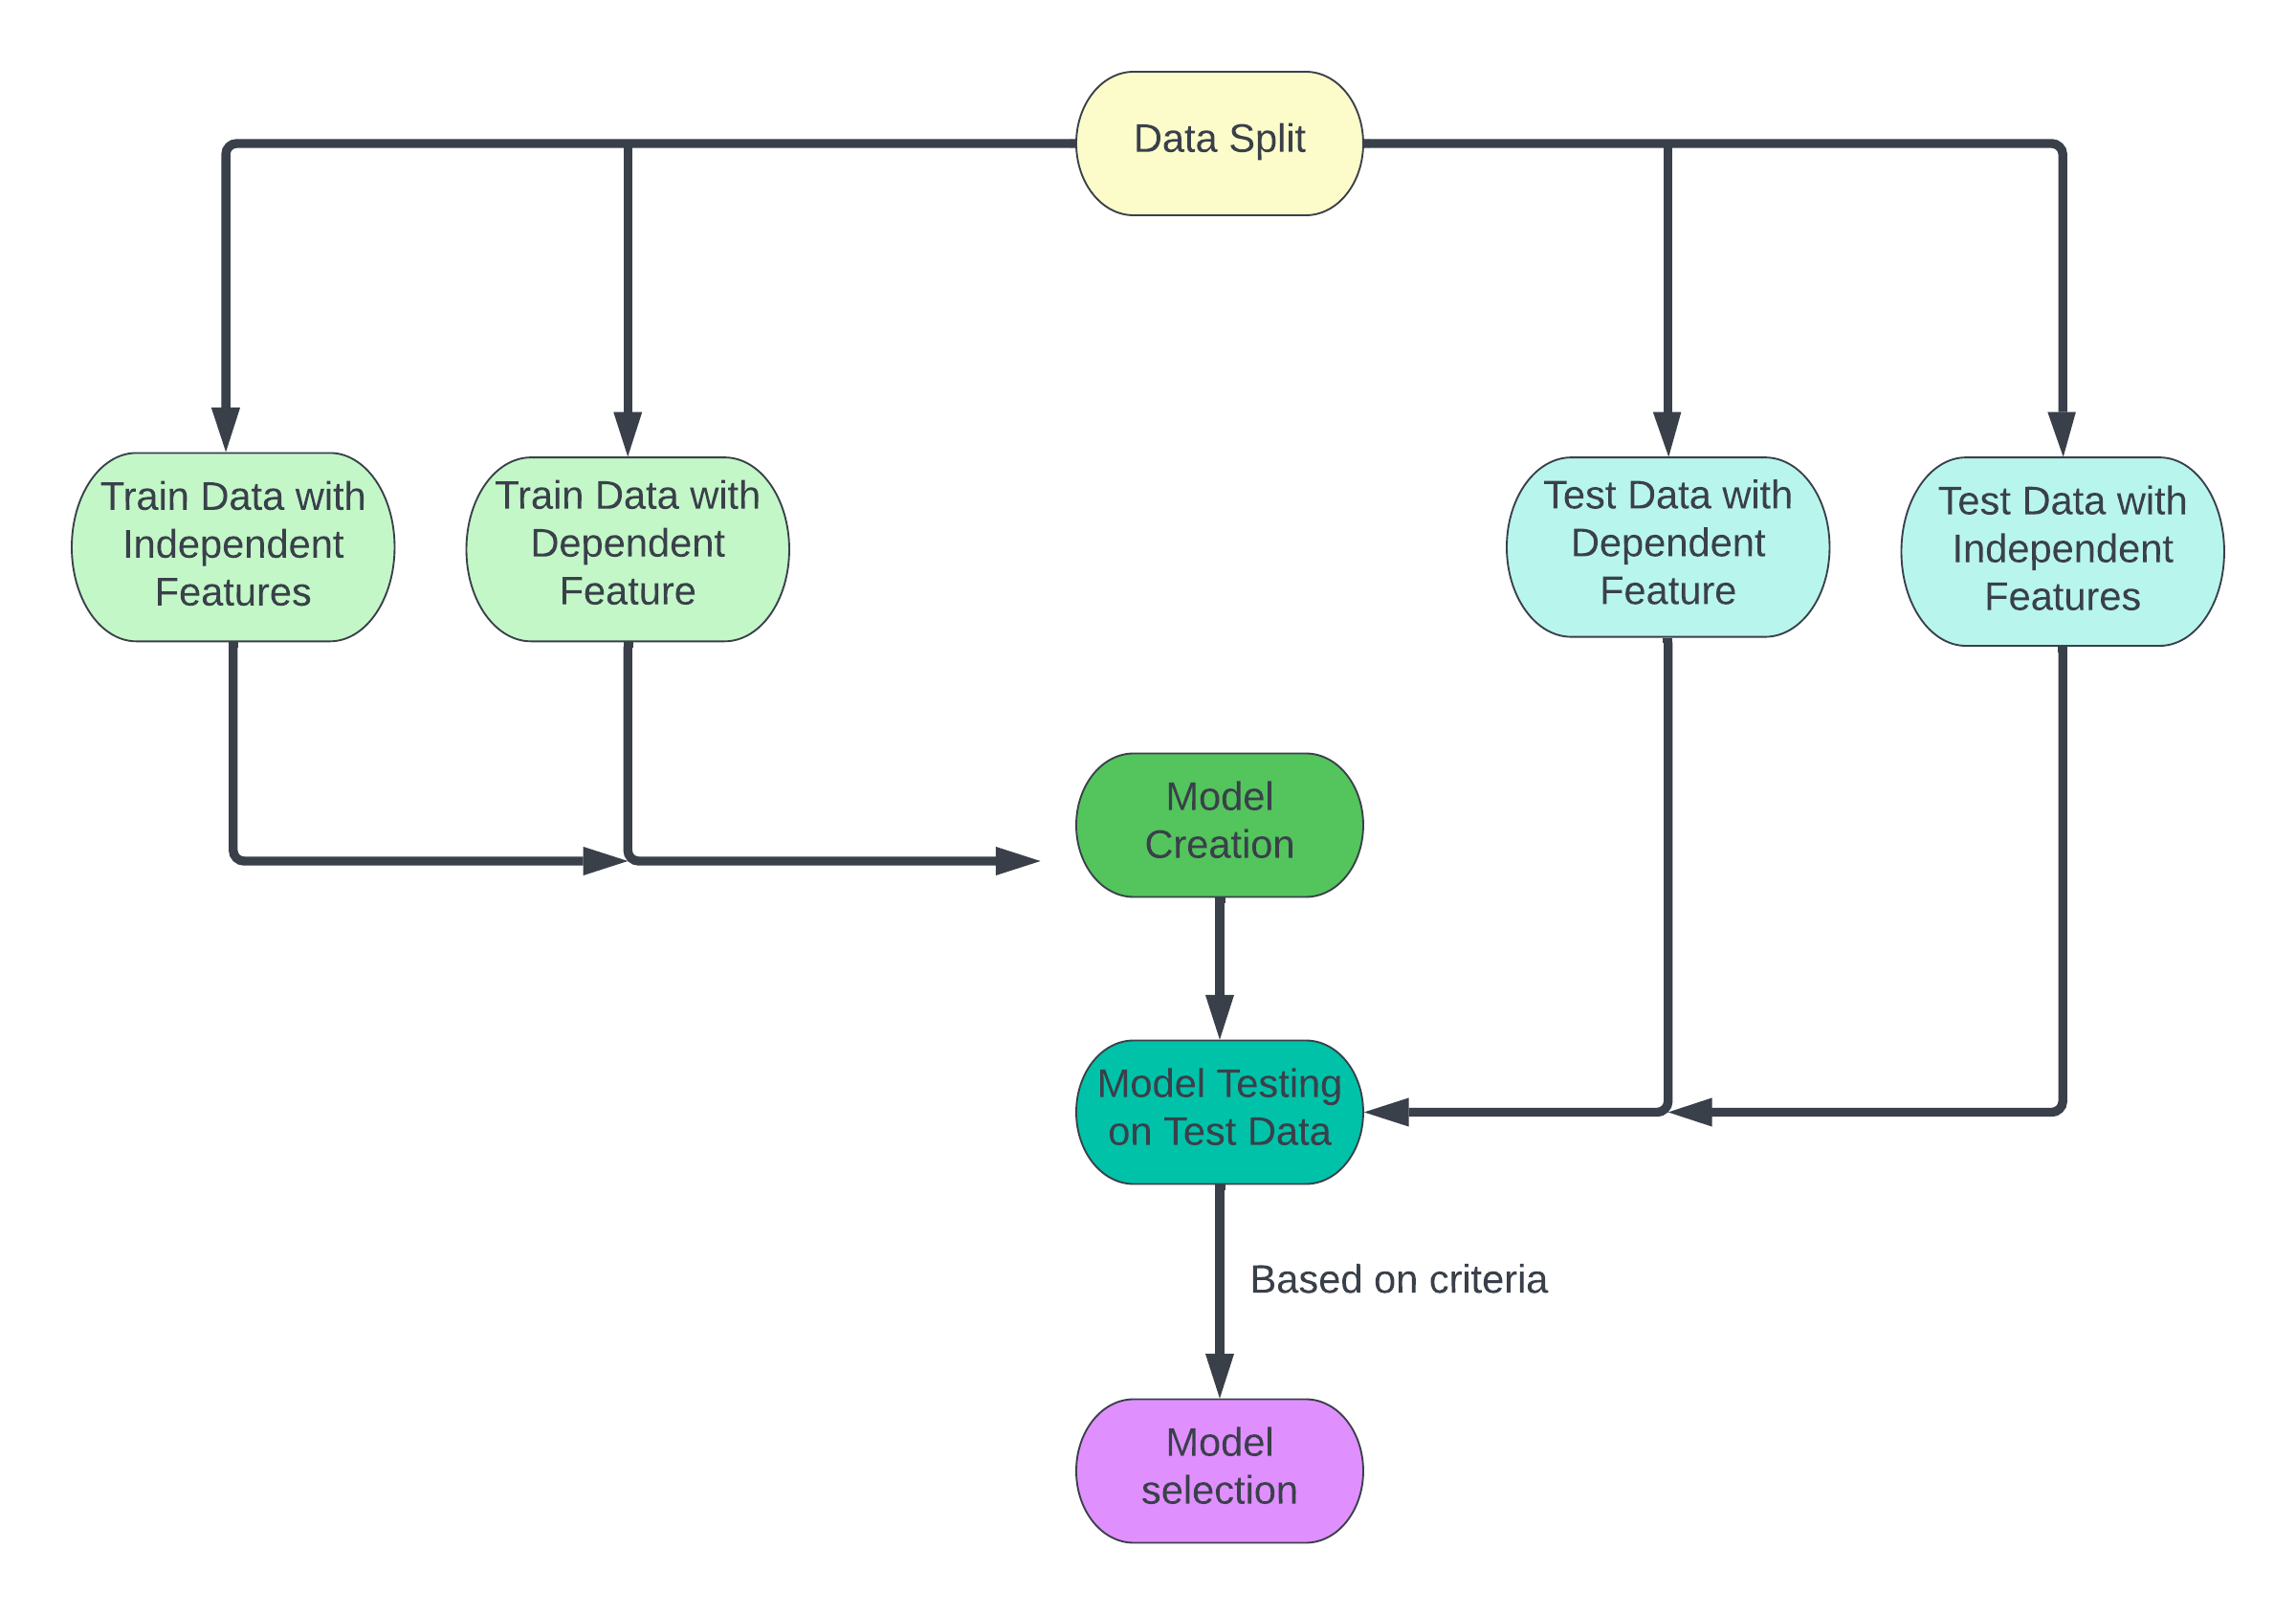 Data Split
Train Data with
Independent
Features
Train Data with
Dependent
Feature
Test Data with
Dependent
Feature
Test Data with
Independent
Features
Model
Creation
Model Testing
on Test Data
Based on criteria
Model
selection